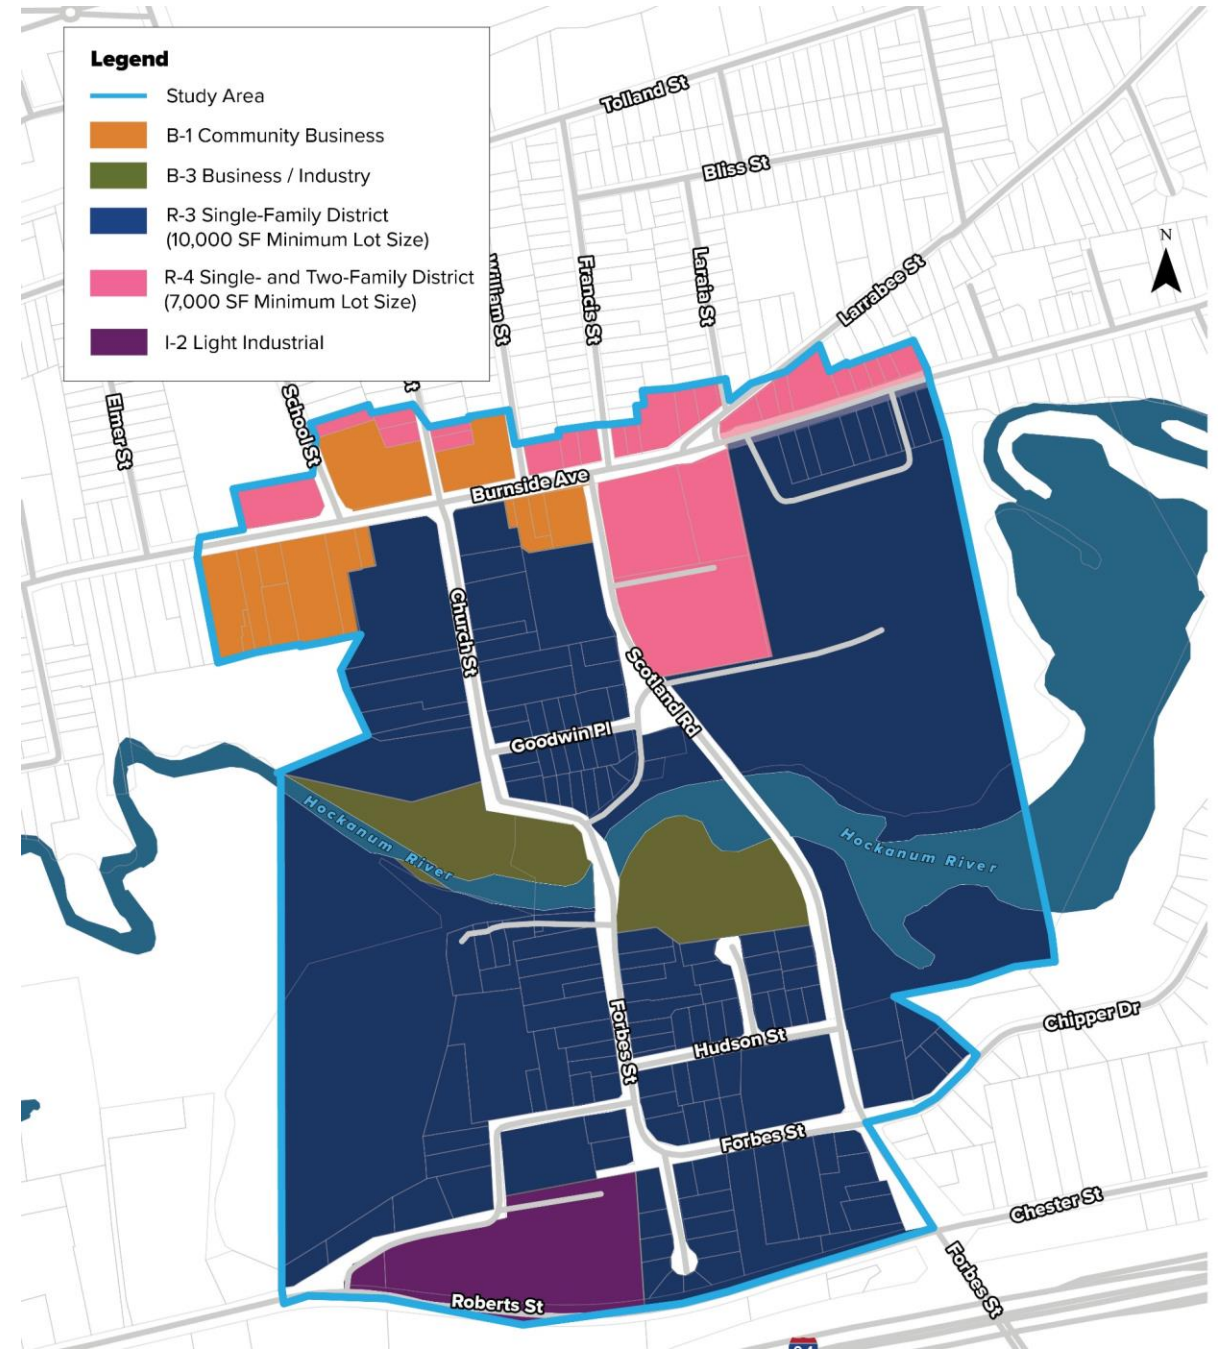 Legend
Study Area
B-1 Community Business
B-3 Business / Industry
R-3 Single-Family District
(10,000 SF Minimum Lot Size)
R-4 Single- and Two-Family District
(7,000 SF Minimum Lot Size)
I-2 Light Industrial
Tolland St
Bliss St
N
William St
Francis St
Laraia St
Larrabee St
Elmer St
School St
St
Burnside Ave
Church St
Scotland Rd
Goodwin Pl
Hockanum River
Hockanum River
Forbes St
Hudson St
Chipper Dr
Forbes St
Chester St
Forbes St
Roberts St